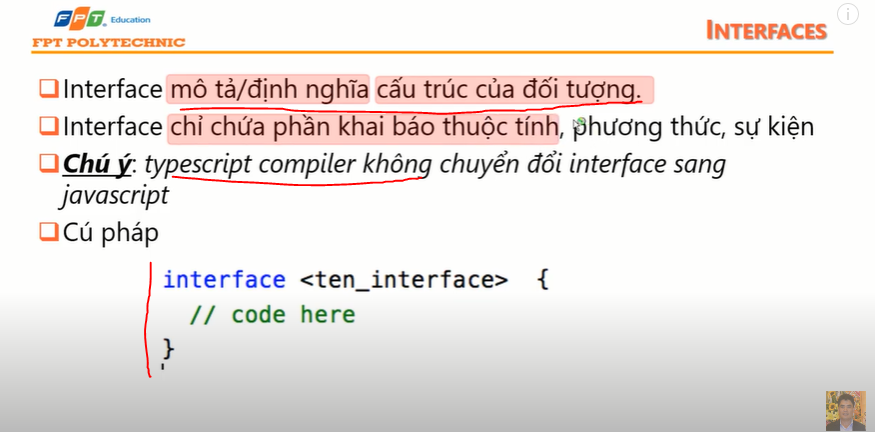 FPT Education
FPT POLYTECHNIC
INTERFACES
Interface mô tả/định nghĩa cấu trúc của đối tượng.
Interface chỉ chứa phần khai báo thuộc tính, phương thức, sự kiện
Chú ý: typescript compiler không chuyển đổi interface sang
javascript
Cú pháp
interface <ten_interface> {
// code here
}